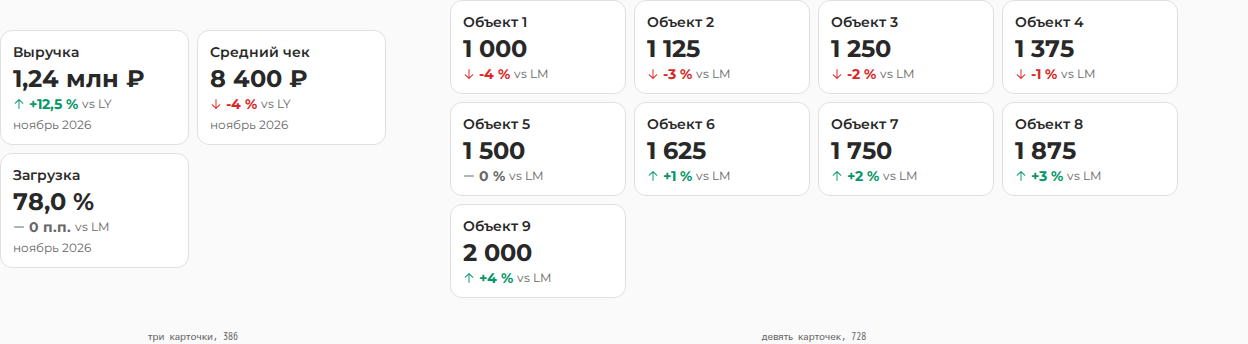 Выручка
1,24 млн ₽
↑ +12,5 % vs LY
ноябрь 2026
Средний чек
8 400 ₽
↓ -4 % vs LY
ноябрь 2026
Загрузка
78,0 %
— 0 п.п. vs LM
ноябрь 2026
три карточки, 386
Объект 1
1 000
↓ -4 % vs LM
Объект 2
1 125
↓ -3 % vs LM
Объект 3
1 250
↓ -2 % vs LM
Объект 4
1 375
↓ -1 % vs LM
Объект 5
1 500
— 0 % vs LM
Объект 6
1 625
↑ +1 % vs LM
Объект 7
1 750
↑ +2 % vs LM
Объект 8
1 875
↑ +3 % vs LM
Объект 9
2 000
↑ +4 % vs LM
девять карточек, 728